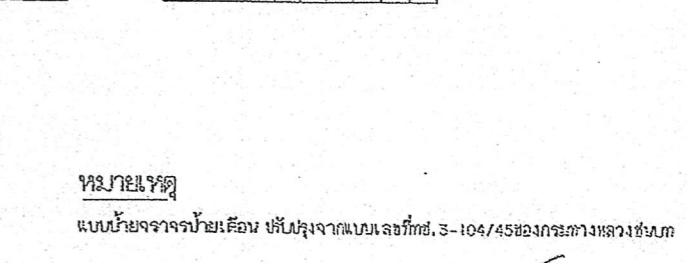 หมายเหตุ
แบบป้ายจราจรป้ายเตือน ปรับปรุงจากแบบเลขที่ทช. 3-104/45ของกรมทางหลวงชนบท